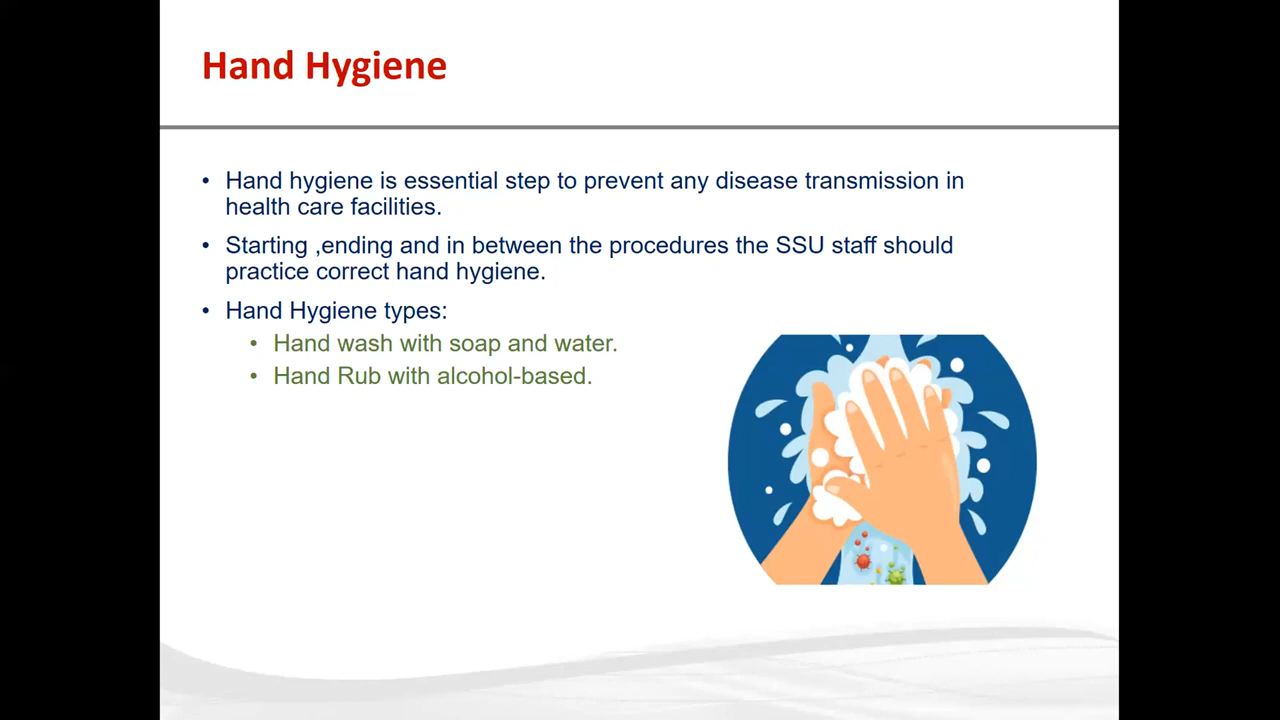 Hand Hygiene
• Hand hygiene is essential step to prevent any disease transmission in
health care facilities.
• Starting ,ending and in between the procedures the SSU staff should
practice correct hand hygiene.
• Hand Hygiene types:
• Hand wash with soap and water.
• Hand Rub with alcohol-based.